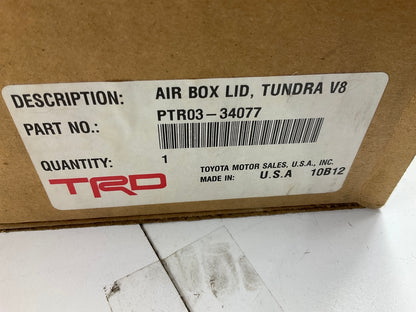 DESCRIPTION: AIR BOX LID, TUNDRA V8
PART NO.: PTR03-34077
QUANTITY: 1
TRD
TOYOTA MOTOR SALES, U.S.A., INC.
MADE IN: U.S.A 10B12